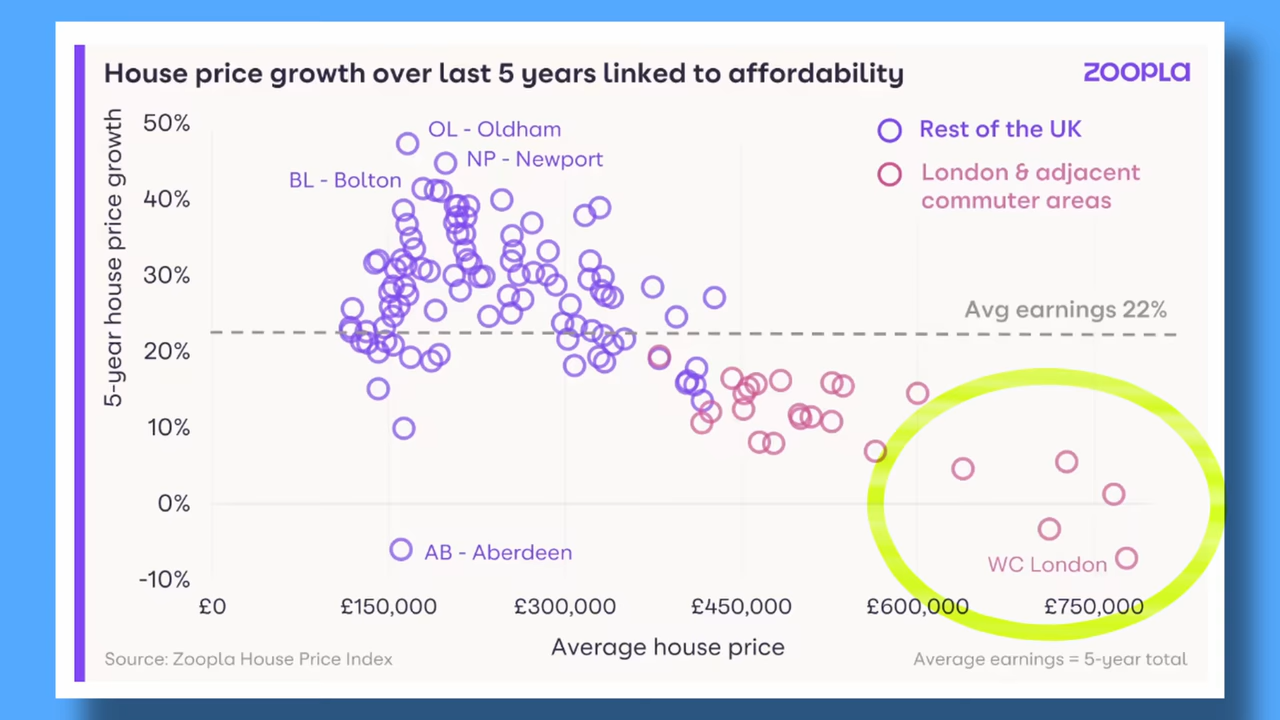 House price growth over last 5 years linked to affordability
ZOOPLA
5-year house price growth
50%
40%
30%
20%
10%
0%
-10%
OL - Oldham
NP - Newport
BL - Bolton
Rest of the UK
London & adjacent
commuter areas
Avg earnings 22%
AB - Aberdeen
WC London
£0
£150,000
£300,000
£450,000
£600,000
£750,000
Average house price
Source: Zoopla House Price Index
Average earnings = 5-year total